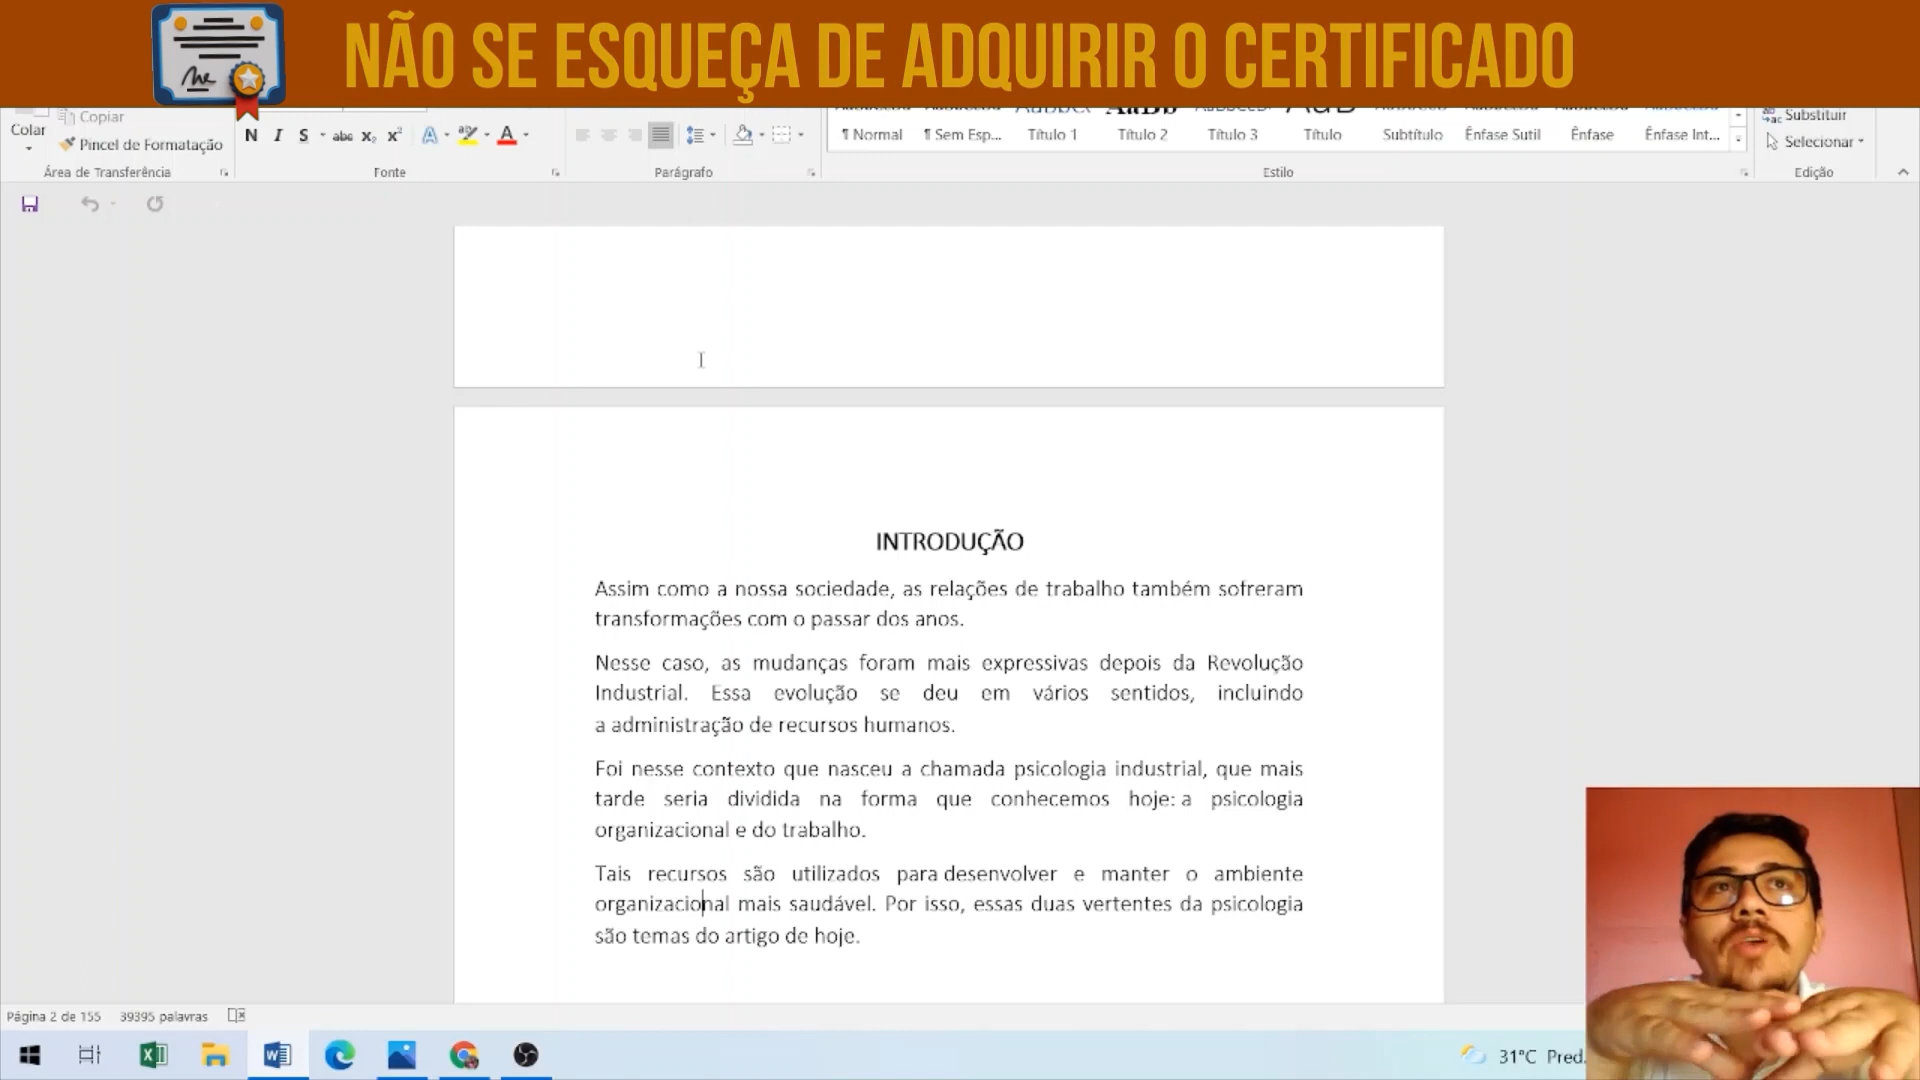 NÃO SE ESQUEÇA DE ADQUIRIR O CERTIFICADO
Copiar
Substituir
Colar
Pincel de Formatação
N I S abc x₂ x² A A
¶ Normal
¶ Sem Esp...
Título 1
Título 2
Título 3
Título
Subtítulo
Ênfase Sutil
Ênfase
Ênfase Int...
Selecionar
Área de Transferência
Fonte
Parágrafo
Estilo
Edição
INTRODUÇÃO
Assim como a nossa sociedade, as relações de trabalho também sofreram
transformações com o passar dos anos.
Nesse caso, as mudanças foram mais expressivas depois da Revolução
Industrial. Essa evolução se deu em vários sentidos, incluindo
a administração de recursos humanos.
Foi nesse contexto que nasceu a chamada psicologia industrial, que mais
tarde seria dividida na forma que conhecemos hoje: a psicologia
organizacional e do trabalho.
Tais recursos são utilizados para desenvolver e manter o ambiente
organizacional mais saudável. Por isso, essas duas vertentes da psicologia
são temas do artigo de hoje.
Página 2 de 155
39395 palavras
31°C Pred.